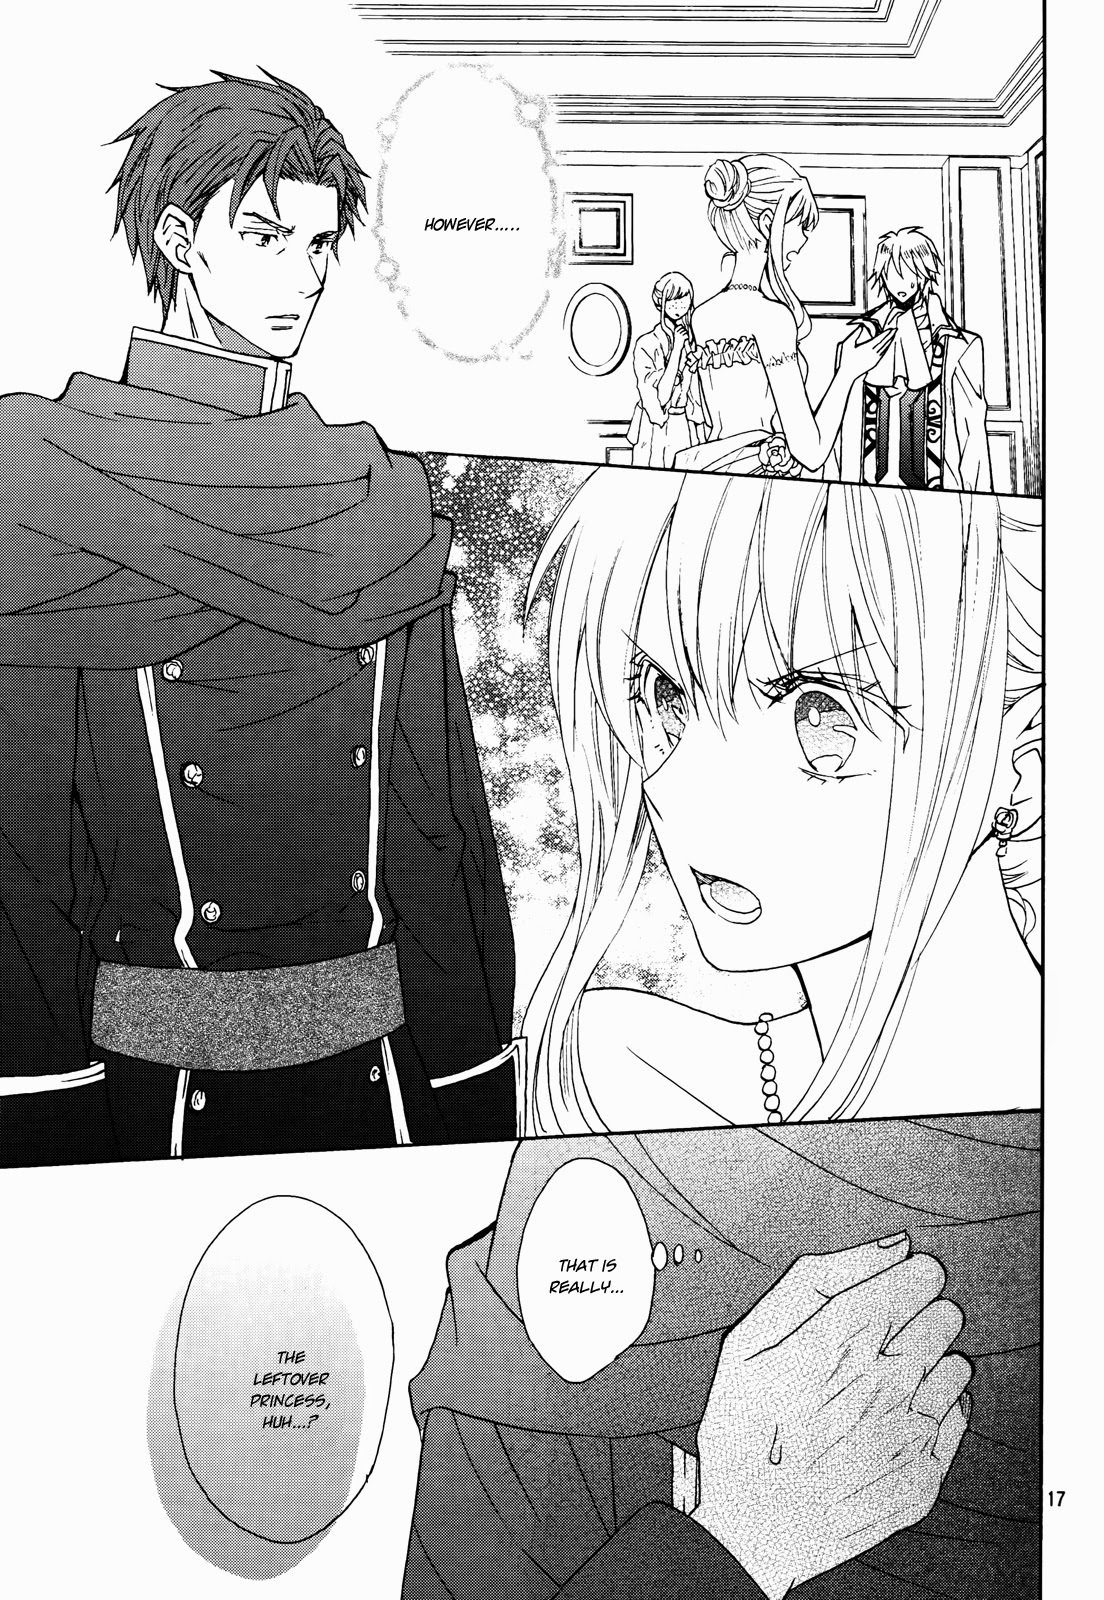 HOWEVER.....
THAT IS
REALLY...
THE
LEFTOVER
PRINCESS,
HUH...?
17